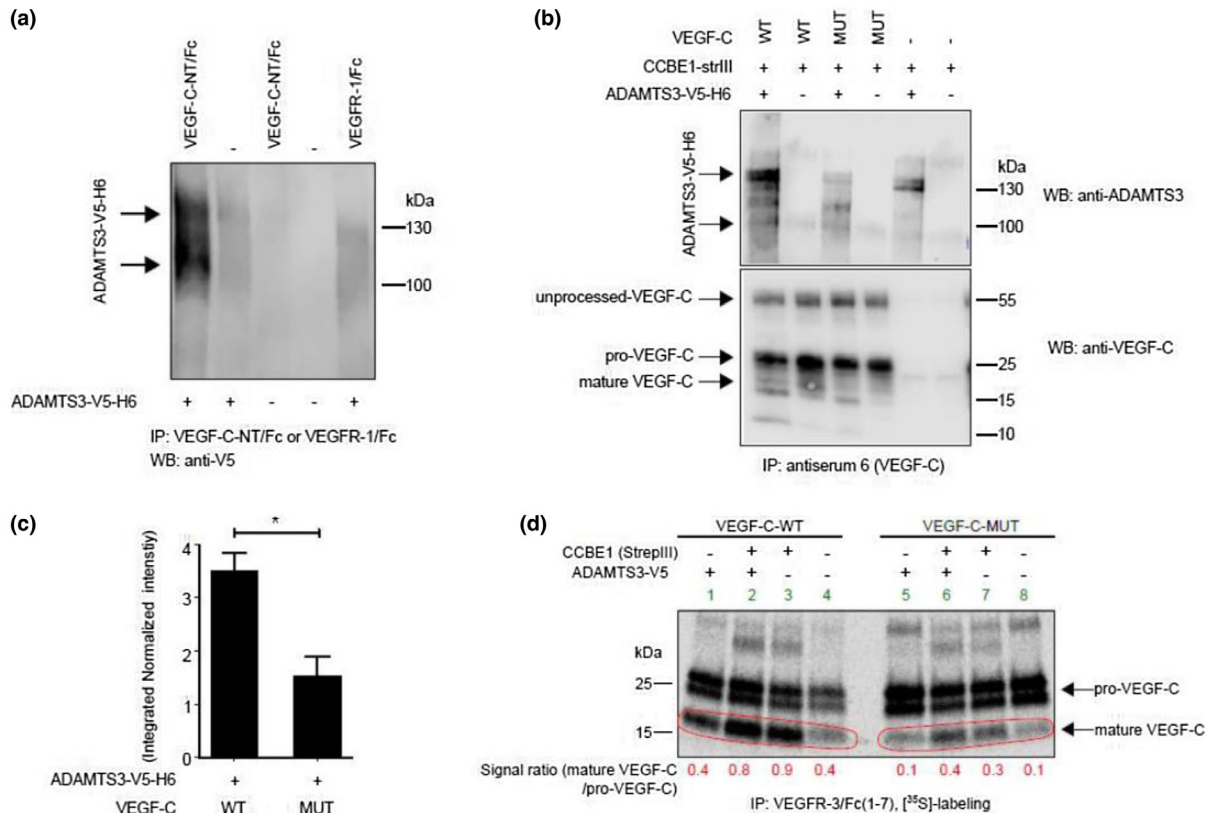 (a)
VEGF-C-NT/Fc
-
VEGF-C-NT/Fc
-
VEGFR-1/Fc
ADAMTS3-V5-H6
kDa
130
100
ADAMTS3-V5-H6 + + - - +
IP: VEGF-C-NT/Fc or VEGFR-1/Fc
WB: anti-V5
(b)
VEGF-C WT WT MUT MUT - -
CCBE1-strIII + + + + + +
ADAMTS3-V5-H6 + - + - + -
ADAMTS3-V5-H6
kDa
130
100
WB: anti-ADAMTS3
unprocessed-VEGF-C
pro-VEGF-C
mature VEGF-C
55
25
15
10
WB: anti-VEGF-C
IP: antiserum 6 (VEGF-C)
(c)
*
(Integrated Normalized intenstiy)
4
3
2
1
0
ADAMTS3-V5-H6 + +
VEGF-C WT MUT
(d)
VEGF-C-WT VEGF-C-MUT
CCBE1 (StrepIII) - + + - - + + -
ADAMTS3-V5 + + - - + + - -
1 2 3 4 5 6 7 8
kDa
25
15
pro-VEGF-C
mature VEGF-C
Signal ratio (mature VEGF-C 0.4 0.8 0.9 0.4 0.1 0.4 0.3 0.1
/pro-VEGF-C)
IP: VEGFR-3/Fc(1-7), [³⁵S]-labeling